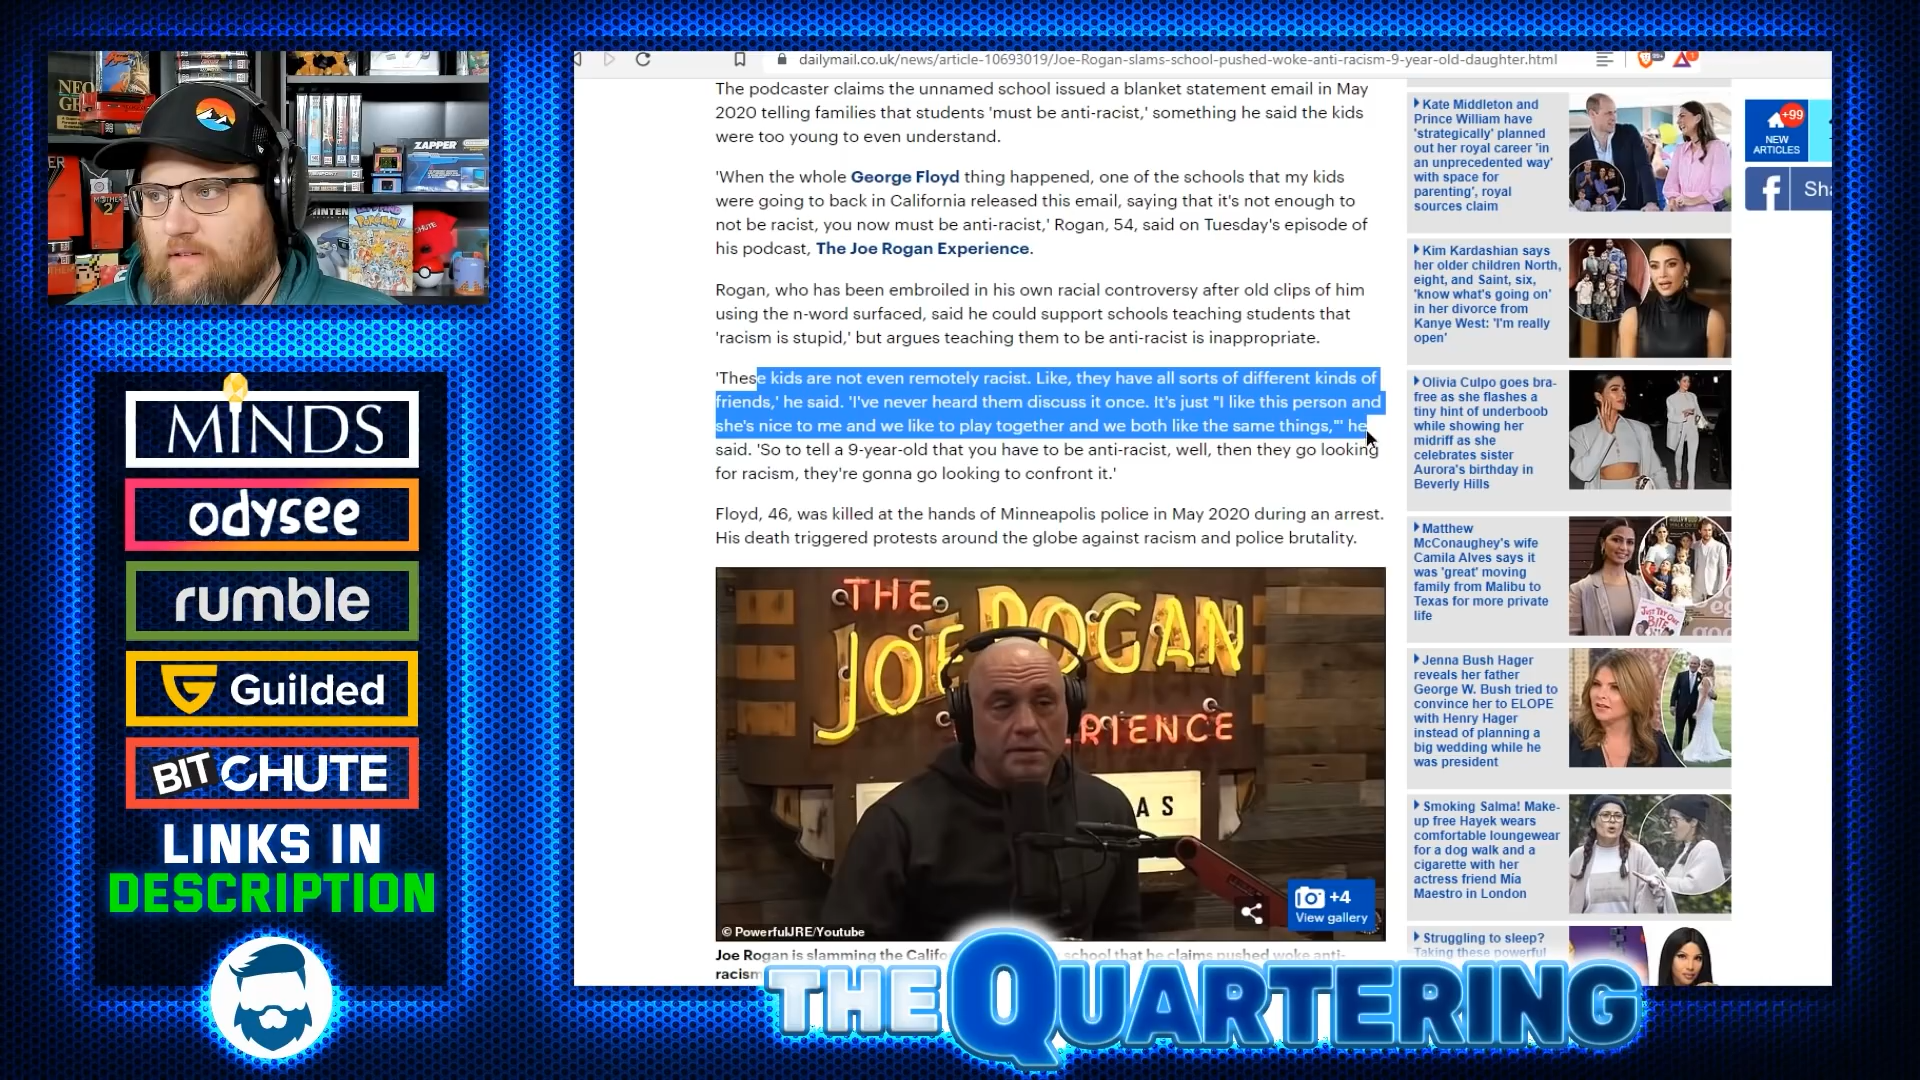 NEO
GEO
MOTHER
2
ZAPPER
NINTEN
POKéMON
MINDS
odysee
rumble
Guilded
BITCHUTE
LINKS IN
DESCRIPTION
dailymail.co.uk/news/article-10693019/Joe-Rogan-slams-school-pushed-woke-anti-racism-9-year-old-daughter.html
The podcaster claims the unnamed school issued a blanket statement email in May
2020 telling families that students 'must be anti-racist,' something he said the kids
were too young to even understand.
'When the whole George Floyd thing happened, one of the schools that my kids
were going to back in California released this email, saying that it's not enough to
not be racist, you now must be anti-racist,' Rogan, 54, said on Tuesday's episode of
his podcast, The Joe Rogan Experience.
Rogan, who has been embroiled in his own racial controversy after old clips of him
using the n-word surfaced, said he could support schools teaching students that
'racism is stupid,' but argues teaching them to be anti-racist is inappropriate.
'These kids are not even remotely racist. Like, they have all sorts of different kinds of
friends,' he said. 'I've never heard them discuss it once. It's just "I like this person and
she's nice to me and we like to play together and we both like the same things,"' he
said. 'So to tell a 9-year-old that you have to be anti-racist, well, then they go looking
for racism, they're gonna go looking to confront it.'
Floyd, 46, was killed at the hands of Minneapolis police in May 2020 during an arrest.
His death triggered protests around the globe against racism and police brutality.
THE
JOE ROGAN
RIENCE
A S
+4
View gallery
© PowerfulJRE/Youtube
Joe Rogan is slamming the Califo school that he claims pushed woke anti-
racism
THE QUARTERING
Kate Middleton and
Prince William have
'strategically' planned
out her royal career 'in
an unprecedented way'
with space for
parenting', royal
sources claim
Kim Kardashian says
her older children North,
eight, and Saint, six,
'know what's going on'
in her divorce from
Kanye West: 'I'm really
open'
Olivia Culpo goes bra-
free as she flashes a
tiny hint of underboob
while showing her
midriff as she
celebrates sister
Aurora's birthday in
Beverly Hills
Matthew
McConaughey's wife
Camila Alves says it
was 'great' moving
family from Malibu to
Texas for more private
life
Jenna Bush Hager
reveals her father
George W. Bush tried to
convince her to ELOPE
with Henry Hager
instead of planning a
big wedding while he
was president
Smoking Salma! Make-
up free Hayek wears
comfortable loungewear
for a dog walk and a
cigarette with her
actress friend Mía
Maestro in London
Struggling to sleep?
Taking these powerful
+99
NEW
ARTICLES
Sha